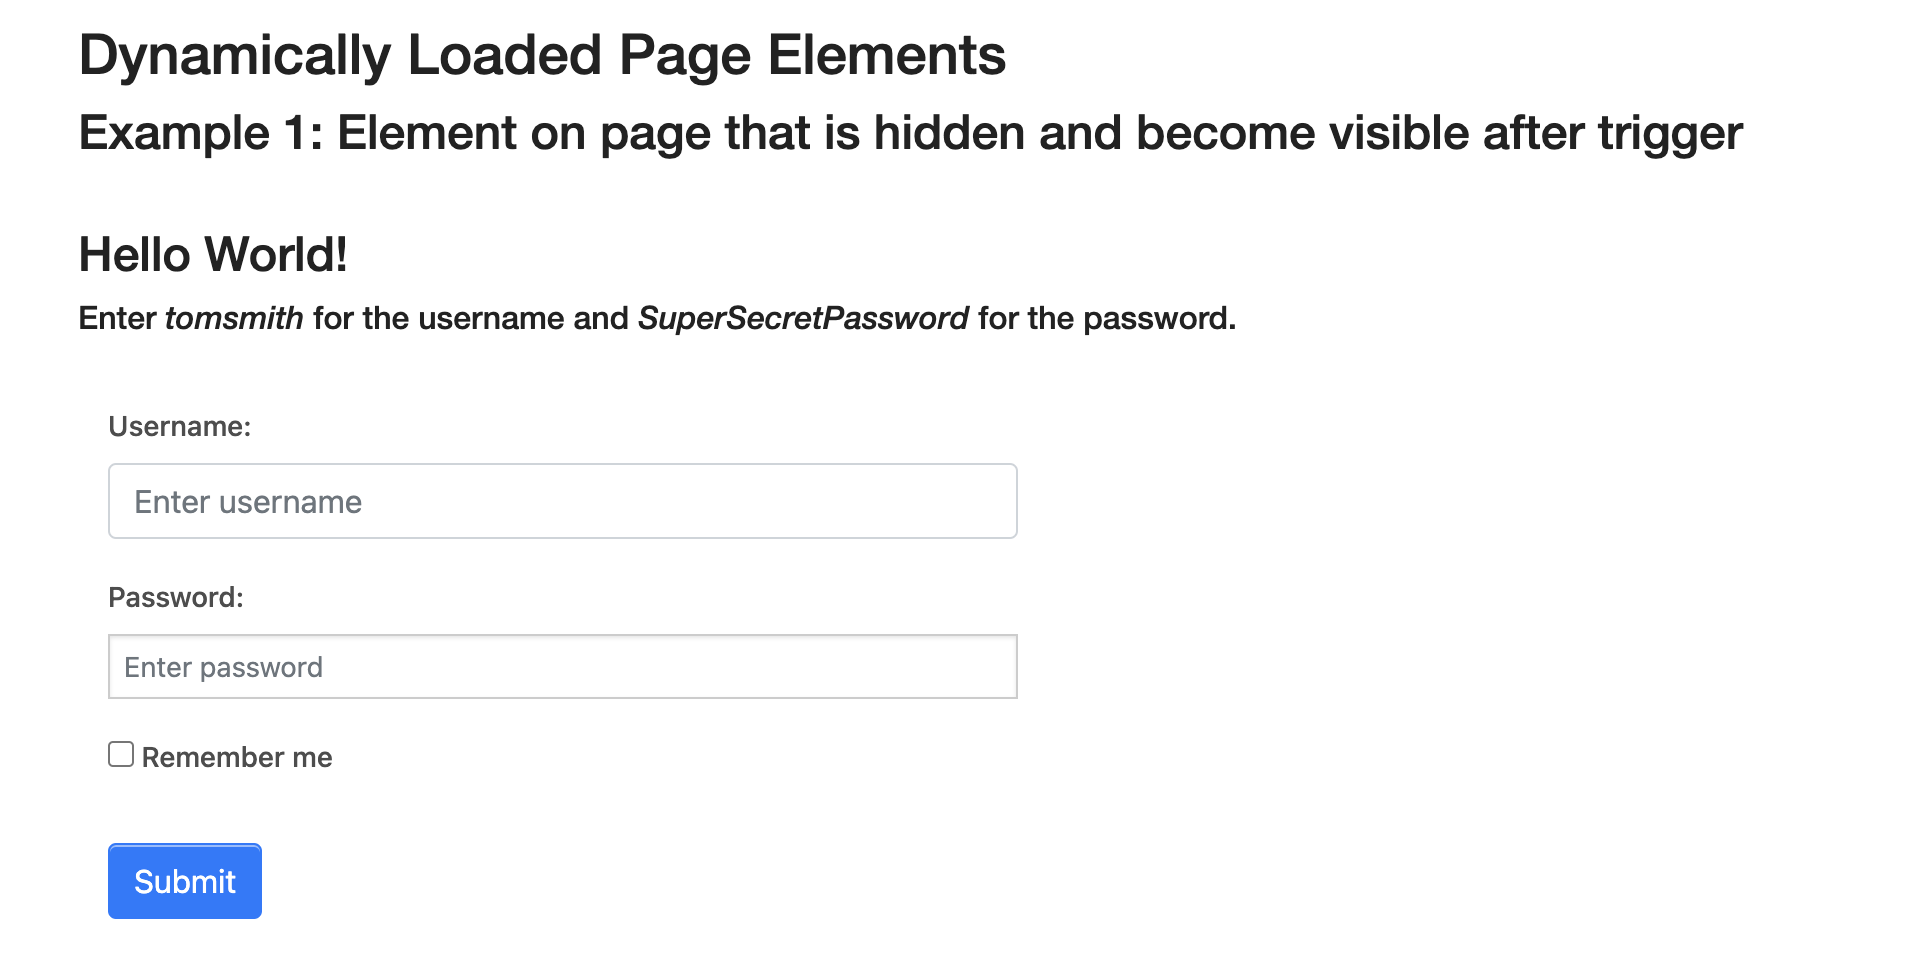 Dynamically Loaded Page Elements
Example 1: Element on page that is hidden and become visible after trigger
Hello World!
Enter tomsmith for the username and SuperSecretPassword for the password.
Username:
Enter username
Password:
Enter password
Remember me
Submit